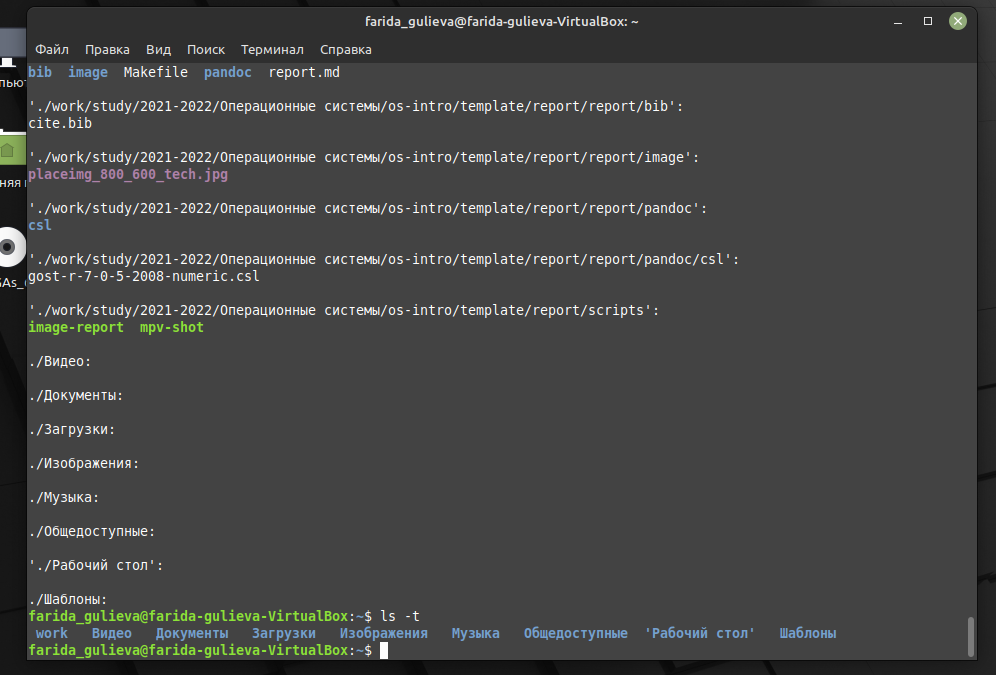 farida_gulieva@farida-gulieva-VirtualBox: ~
Файл Правка Вид Поиск Терминал Справка
bib image Makefile pandoc report.md
'./work/study/2021-2022/Операционные системы/os-intro/template/report/report/bib':
cite.bib
'./work/study/2021-2022/Операционные системы/os-intro/template/report/report/image':
placeimg_800_600_tech.jpg
'./work/study/2021-2022/Операционные системы/os-intro/template/report/report/pandoc':
csl
'./work/study/2021-2022/Операционные системы/os-intro/template/report/report/pandoc/csl':
gost-r-7-0-5-2008-numeric.csl
'./work/study/2021-2022/Операционные системы/os-intro/template/report/scripts':
image-report mpv-shot
./Видео:
./Документы:
./Загрузки:
./Изображения:
./Музыка:
./Общедоступные:
'./Рабочий стол':
./Шаблоны:
farida_gulieva@farida-gulieva-VirtualBox:~$ ls -t
work Видео Документы Загрузки Изображения Музыка Общедоступные 'Рабочий стол' Шаблоны
farida_gulieva@farida-gulieva-VirtualBox:~$